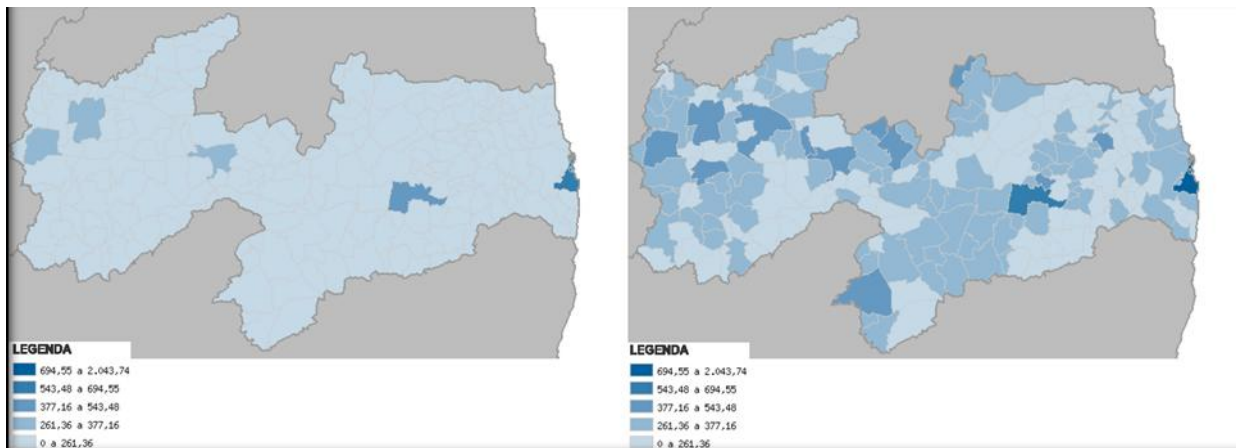 LEGENDA
694,55 a 2.043,74
543,48 a 694,55
377,16 a 543,48
261,36 a 377,16
0 a 261,36
LEGENDA
694,55 a 2.043,74
543,48 a 694,55
377,16 a 543,48
261,36 a 377,16
0 a 261,36